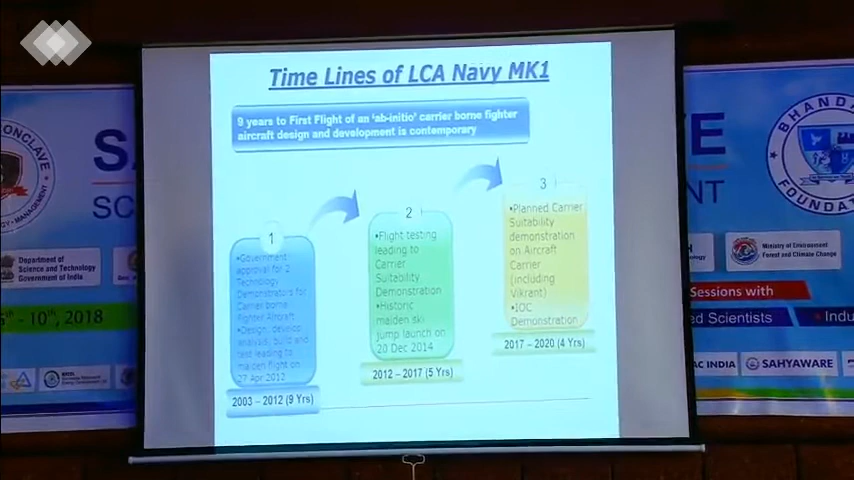 Time Lines of LCA Navy MK1
9 years to First Flight of an 'ab-initio' carrier borne fighter
aircraft design and development is contemporary
1
•Government
approval for 2
Technology
Demonstrators for
Carrier borne
Fighter Aircraft
•Design, develop
analysis, build and
test leading to
maiden flight on
27 Apr 2012
2003 – 2012 (9 Yrs)
2
•Flight testing
leading to
Carrier
Suitability
Demonstration
•Historic
maiden ski
jump launch on
20 Dec 2014
2012 – 2017 (5 Yrs)
3
•Planned Carrier
Suitability
demonstration
on Aircraft
Carrier
(including
Vikrant)
•IOC
Demonstration
2017 – 2020 (4 Yrs)
ONCLAVE
MANAGEMENT
S
SC
Department of
Science and Technology
Government of India
- 10th, 2018
E
NT
BHANDA
FOUNDAT
Ministry of Environment
Forest and Climate Change
Sessions with
ed Scientists
Indu
AC INDIA
SAHYAWARE